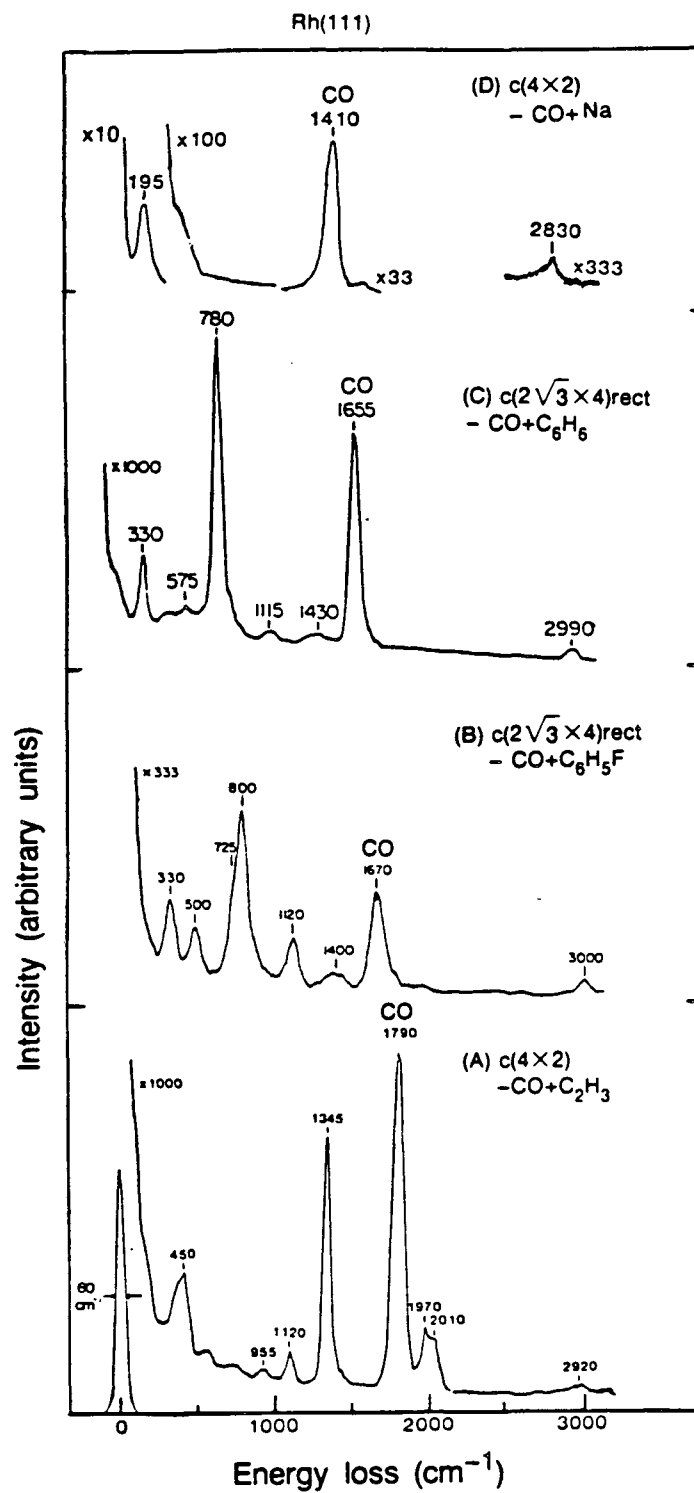 Rh(111)
(D) c(4×2)
– CO+Na
CO
1410
x10
x100
195
2830
x33
x333
780
CO
1655
(C) c(2√3×4)rect
– CO+C6H6
x1000
330
575
1115
1430
2990
(B) c(2√3×4)rect
– CO+C6H5F
x333
800
725
CO
1670
330
500
1120
1400
3000
CO
1790
(A) c(4×2)
–CO+C2H3
x1000
1345
450
60
cm
1970
2010
955
1120
2920
0
1000
2000
3000
Energy loss (cm⁻¹)
Intensity (arbitrary units)